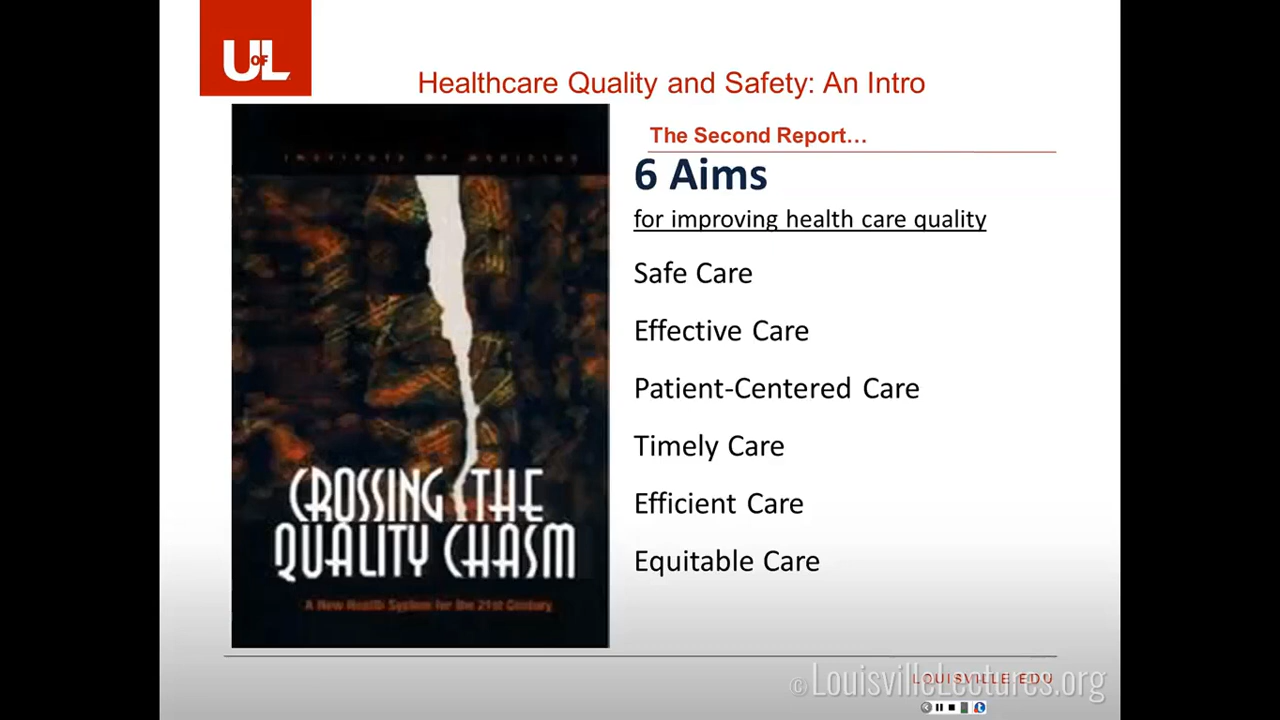 UofL
Healthcare Quality and Safety: An Intro
INSTITUTE OF MEDICINE
CROSSING THE
QUALITY CHASM
A New Health System for the 21st Century
The Second Report…
6 Aims
for improving health care quality
Safe Care
Effective Care
Patient-Centered Care
Timely Care
Efficient Care
Equitable Care
LOUISVILLE.EDU
© LouisvilleLectures.org